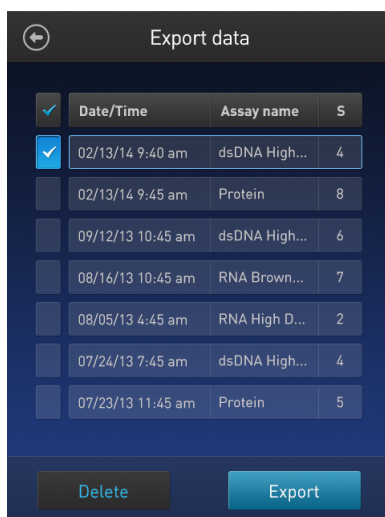 Export data
Date/Time Assay name S
02/13/14 9:40 am dsDNA High... 4
02/13/14 9:45 am Protein 8
09/12/13 10:45 am dsDNA High... 6
08/16/13 10:45 am RNA Brown... 7
08/05/13 4:45 am RNA High D... 2
07/24/13 7:45 am dsDNA High... 4
07/23/13 11:45 am Protein 5
Delete Export